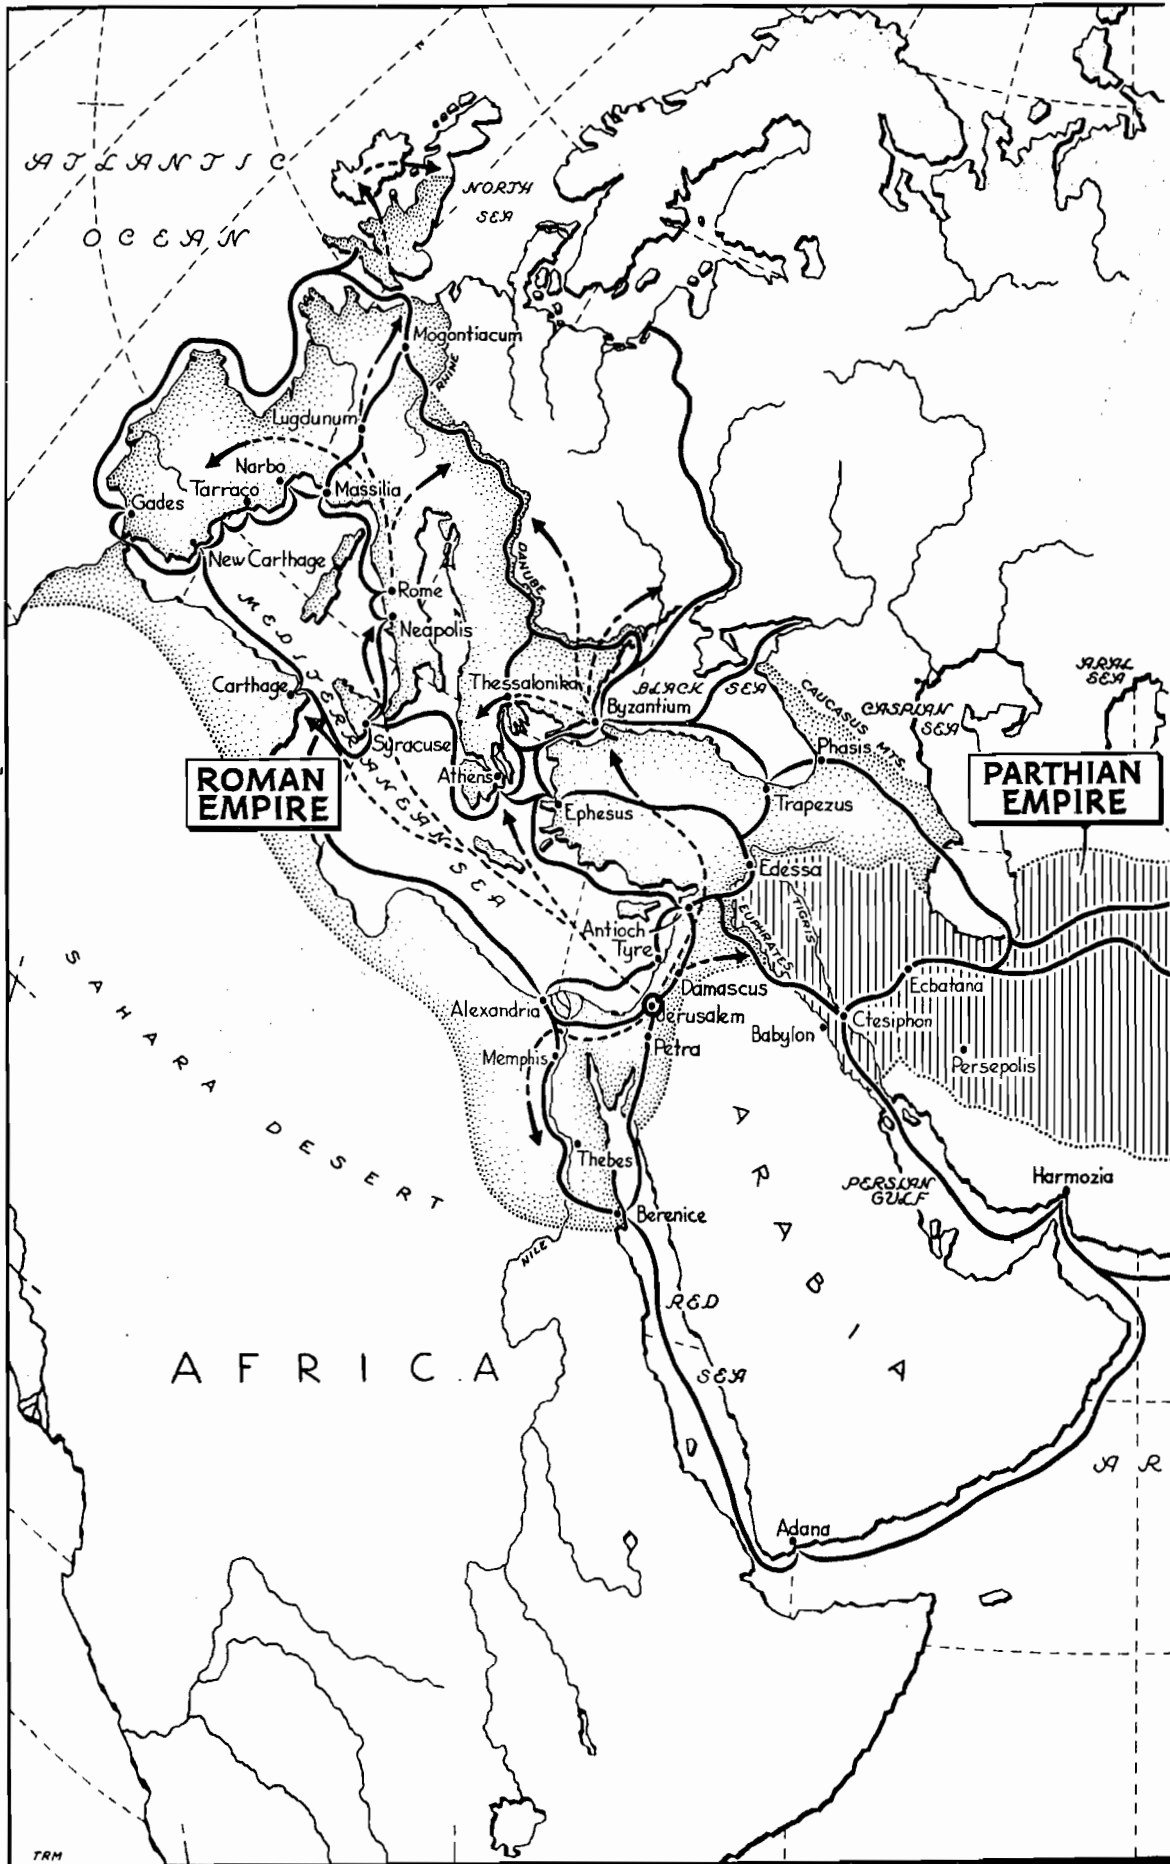 ATLANTIC
OCEAN
NORTH
SEA
Mogontiacum
RHINE
Lugdunum
Narbo
Tarraco
Massilia
Gades
New Carthage
DANUBE
Rome
Neapolis
MEDITERRANEAN SEA
Carthage
Thessalonika
BLACK SEA
Byzantium
CAUCASUS MTS.
CASPIAN
SEA
ARAL
SEA
Syracuse
Athens
Phasis
ROMAN
EMPIRE
PARTHIAN
EMPIRE
Trapezus
Ephesus
Edessa
EUPHRATES
TIGRIS
Antioch
Tyre
Damascus
Ecbatana
Alexandria
Jerusalem
Ctesiphon
Babylon
Memphis
Petra
Persepolis
SAHARA DESERT
ARABIA
Thebes
PERSIAN
GULF
Harmozia
Berenice
NILE
RED
SEA
AFRICA
AR
Adana
TRM